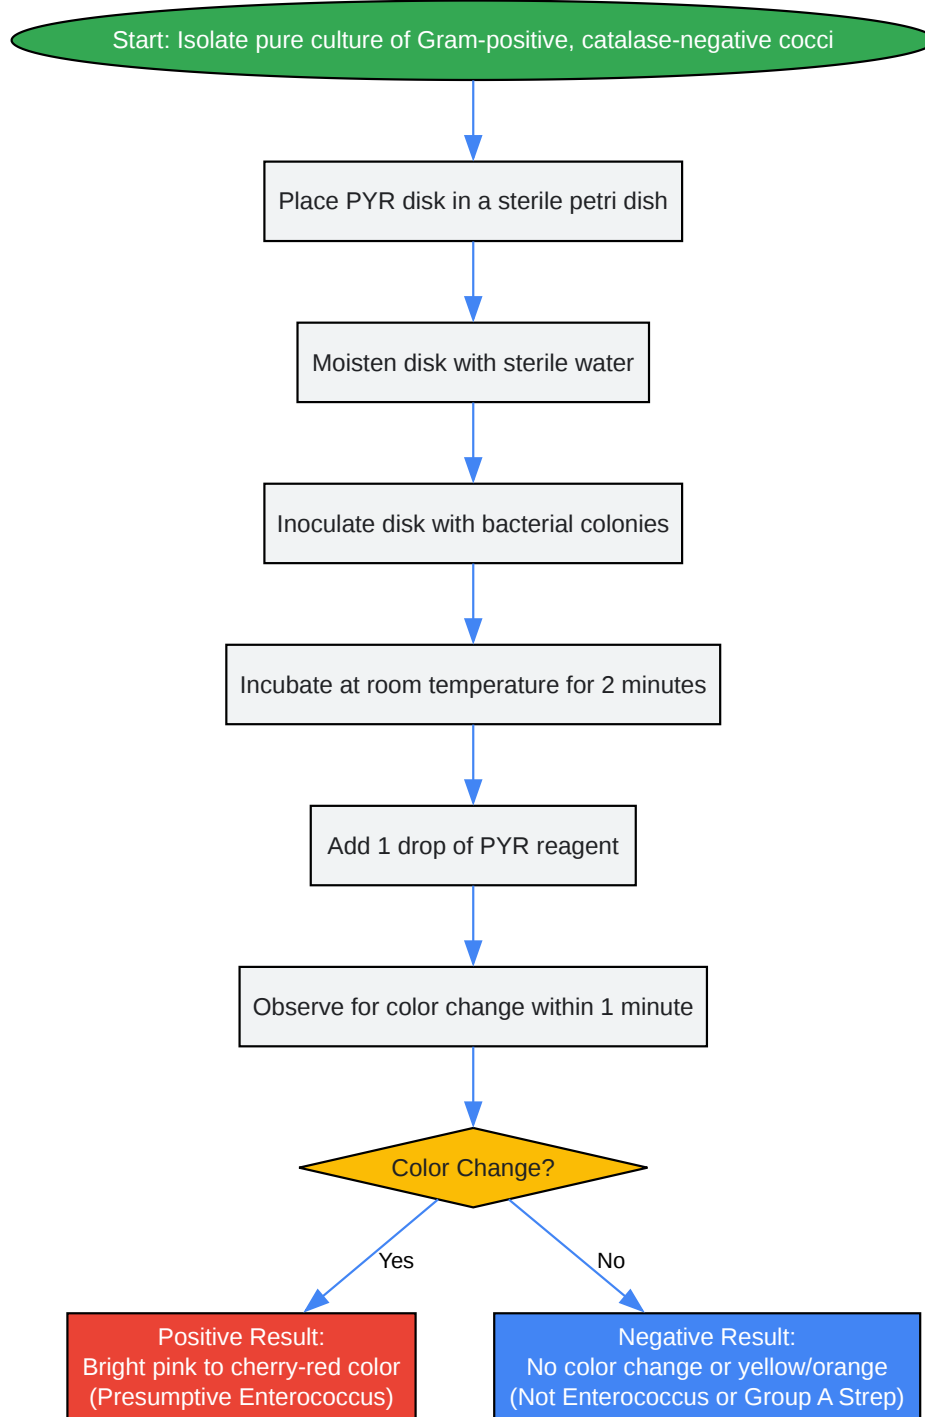 Start: Isolate pure culture of Gram-positive, catalase-negative cocci
Place PYR disk in a sterile petri dish
Moisten disk with sterile water
Inoculate disk with bacterial colonies
Incubate at room temperature for 2 minutes
Add 1 drop of PYR reagent
Observe for color change within 1 minute
Color Change?
Yes
No
Positive Result:
Bright pink to cherry-red color
(Presumptive Enterococcus)
Negative Result:
No color change or yellow/orange
(Not Enterococcus or Group A Strep)